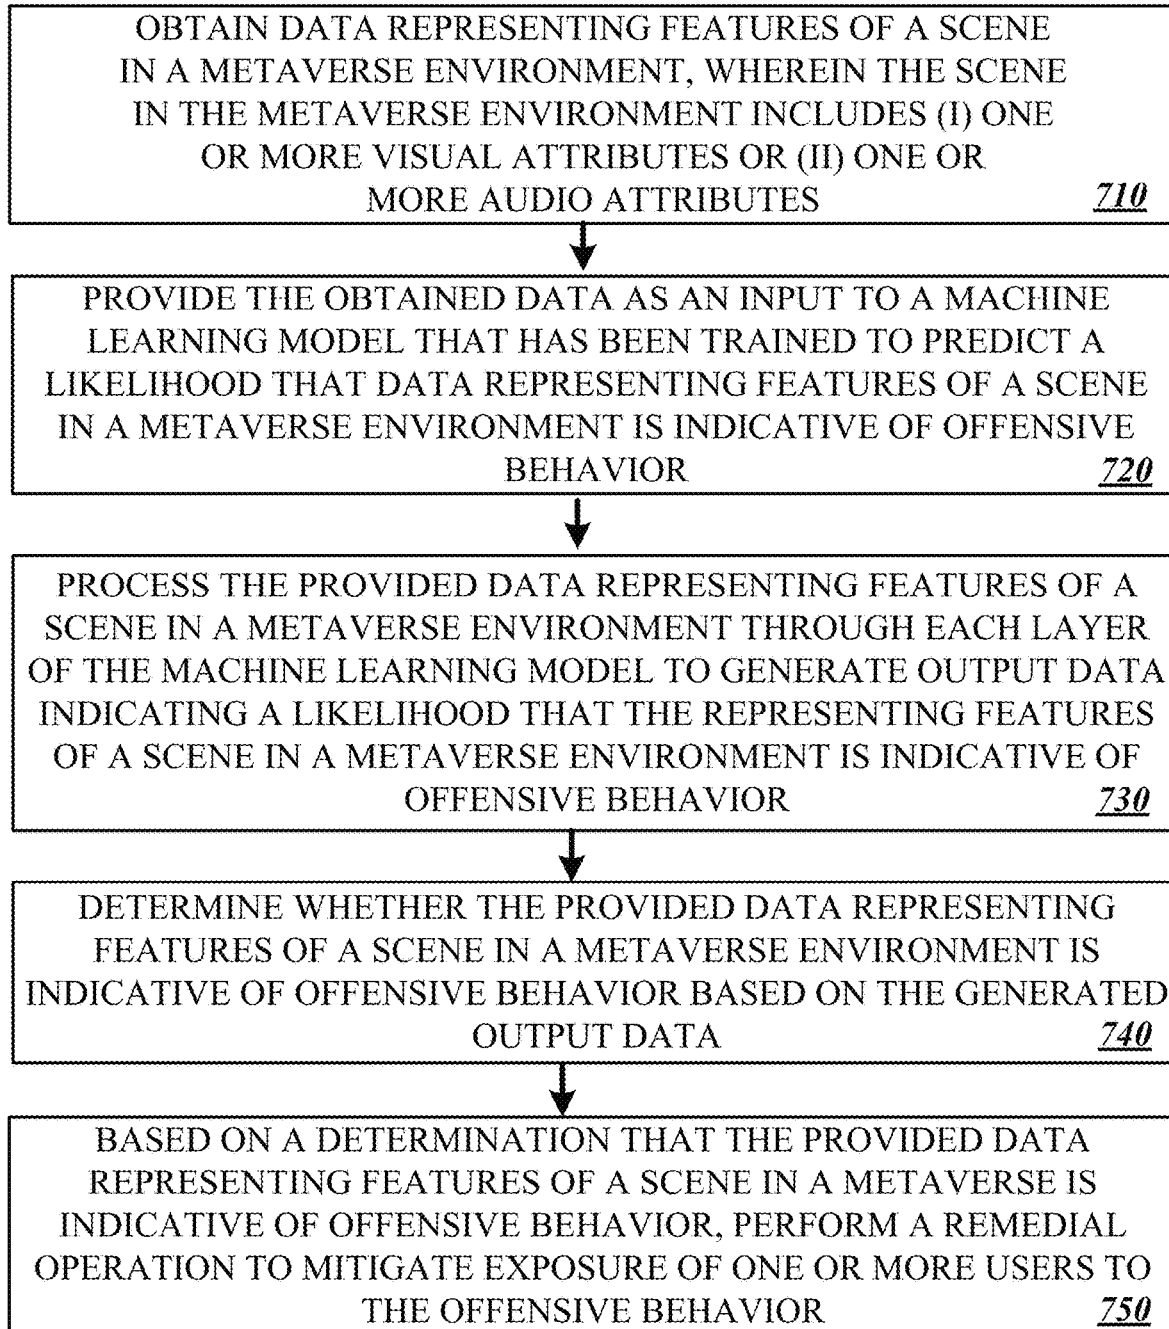 OBTAIN DATA REPRESENTING FEATURES OF A SCENE
IN A METAVERSE ENVIRONMENT, WHEREIN THE SCENE
IN THE METAVERSE ENVIRONMENT INCLUDES (I) ONE
OR MORE VISUAL ATTRIBUTES OR (II) ONE OR
MORE AUDIO ATTRIBUTES 710
PROVIDE THE OBTAINED DATA AS AN INPUT TO A MACHINE
LEARNING MODEL THAT HAS BEEN TRAINED TO PREDICT A
LIKELIHOOD THAT DATA REPRESENTING FEATURES OF A SCENE
IN A METAVERSE ENVIRONMENT IS INDICATIVE OF OFFENSIVE
BEHAVIOR 720
PROCESS THE PROVIDED DATA REPRESENTING FEATURES OF A
SCENE IN A METAVERSE ENVIRONMENT THROUGH EACH LAYER
OF THE MACHINE LEARNING MODEL TO GENERATE OUTPUT DATA
INDICATING A LIKELIHOOD THAT THE REPRESENTING FEATURES
OF A SCENE IN A METAVERSE ENVIRONMENT IS INDICATIVE OF
OFFENSIVE BEHAVIOR 730
DETERMINE WHETHER THE PROVIDED DATA REPRESENTING
FEATURES OF A SCENE IN A METAVERSE ENVIRONMENT IS
INDICATIVE OF OFFENSIVE BEHAVIOR BASED ON THE GENERATED
OUTPUT DATA 740
BASED ON A DETERMINATION THAT THE PROVIDED DATA
REPRESENTING FEATURES OF A SCENE IN A METAVERSE IS
INDICATIVE OF OFFENSIVE BEHAVIOR, PERFORM A REMEDIAL
OPERATION TO MITIGATE EXPOSURE OF ONE OR MORE USERS TO
THE OFFENSIVE BEHAVIOR 750